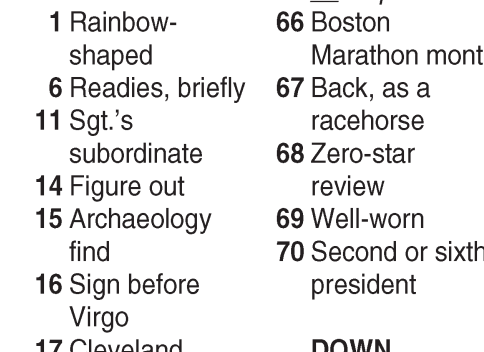 1 Rainbow-
shaped
6 Readies, briefly
11 Sgt.'s
subordinate
14 Figure out
15 Archaeology
find
16 Sign before
Virgo
17 Cleveland
66 Boston
Marathon mont
67 Back, as a
racehorse
68 Zero-star
review
69 Well-worn
70 Second or sixth
president
DOWN